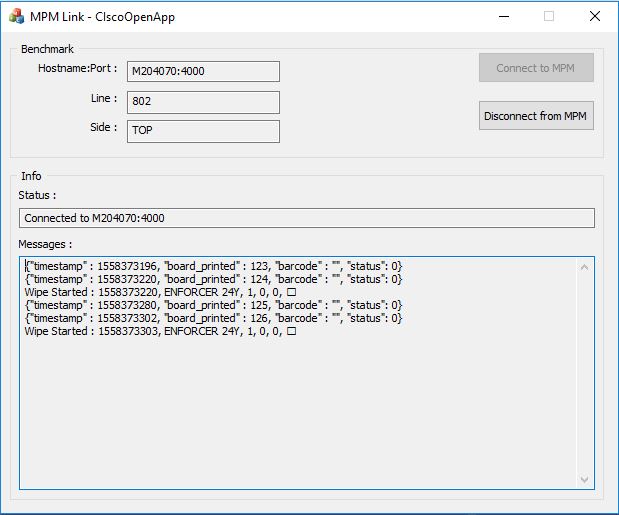 MPM Link - CIscoOpenApp
Benchmark
Hostname:Port :
M204070:4000
Connect to MPM
Line :
802
Disconnect from MPM
Side :
TOP
Info
Status :
Connected to M204070:4000
Messages :
{"timestamp" : 1558373196, "board_printed" : 123, "barcode" : "", "status": 0}
{"timestamp" : 1558373220, "board_printed" : 124, "barcode" : "", "status": 0}
Wipe Started : 1558373220, ENFORCER 24Y, 1, 0, 0, □
{"timestamp" : 1558373280, "board_printed" : 125, "barcode" : "", "status": 0}
{"timestamp" : 1558373302, "board_printed" : 126, "barcode" : "", "status": 0}
Wipe Started : 1558373303, ENFORCER 24Y, 1, 0, 0, □